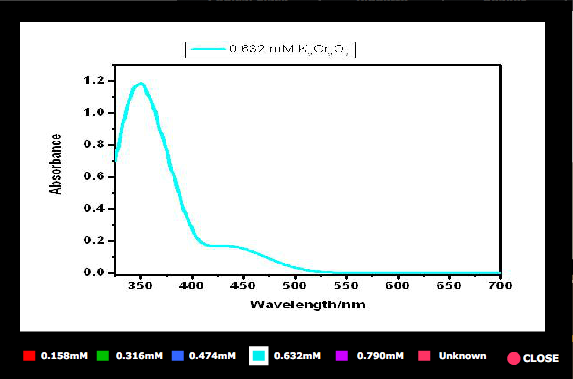 0.632 mM K₂Cr₂O₇
1.2
1.0
0.8
0.6
0.4
0.2
0.0
Absorbance
350 400 450 500 550 600 650 700
Wavelength/nm
0.158mM 0.316mM 0.474mM 0.632mM 0.790mM Unknown CLOSE